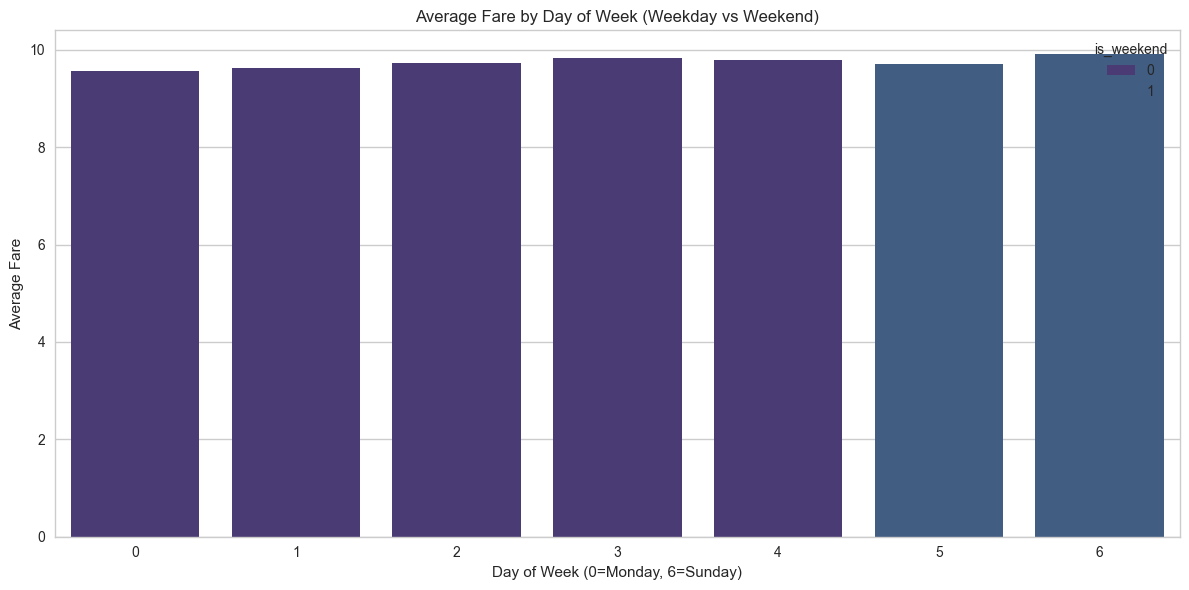 Average Fare by Day of Week (Weekday vs Weekend)
is_weekend
0
1
Average Fare
10
8
6
4
2
0
0 1 2 3 4 5 6
Day of Week (0=Monday, 6=Sunday)